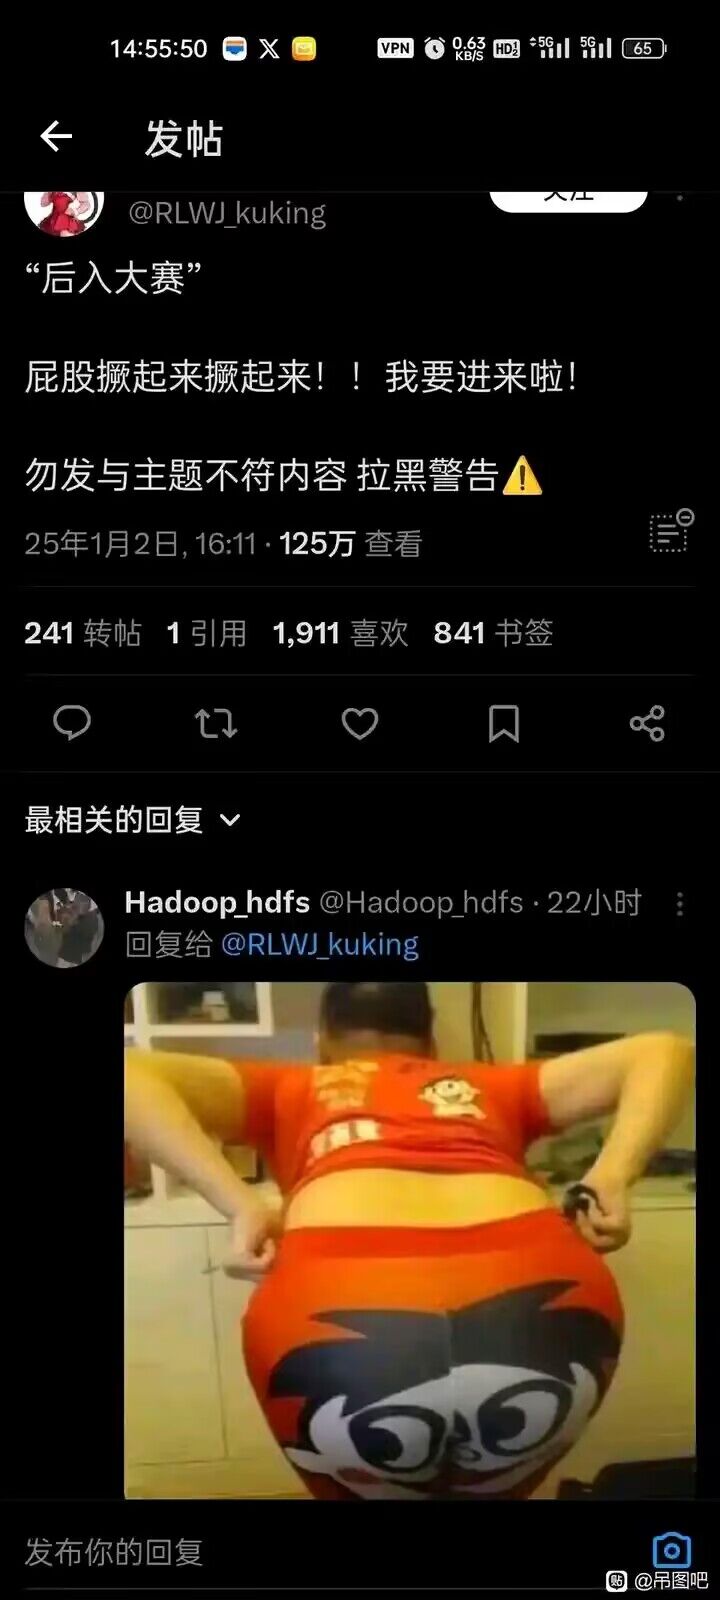 14:55:50 X VPN 0.63 KB/S HD 5G 5G 65
发帖
@RLWJ_kuking 关注
“后入大赛”
屁股撅起来撅起来！！我要进来啦！
勿发与主题不符内容 拉黑警告⚠️
25年1月2日, 16:11 · 125万 查看
241 转帖 1 引用 1,911 喜欢 841 书签
最相关的回复
Hadoop_hdfs @Hadoop_hdfs · 22小时
回复给 @RLWJ_kuking
发布你的回复
贴 @吊图吧